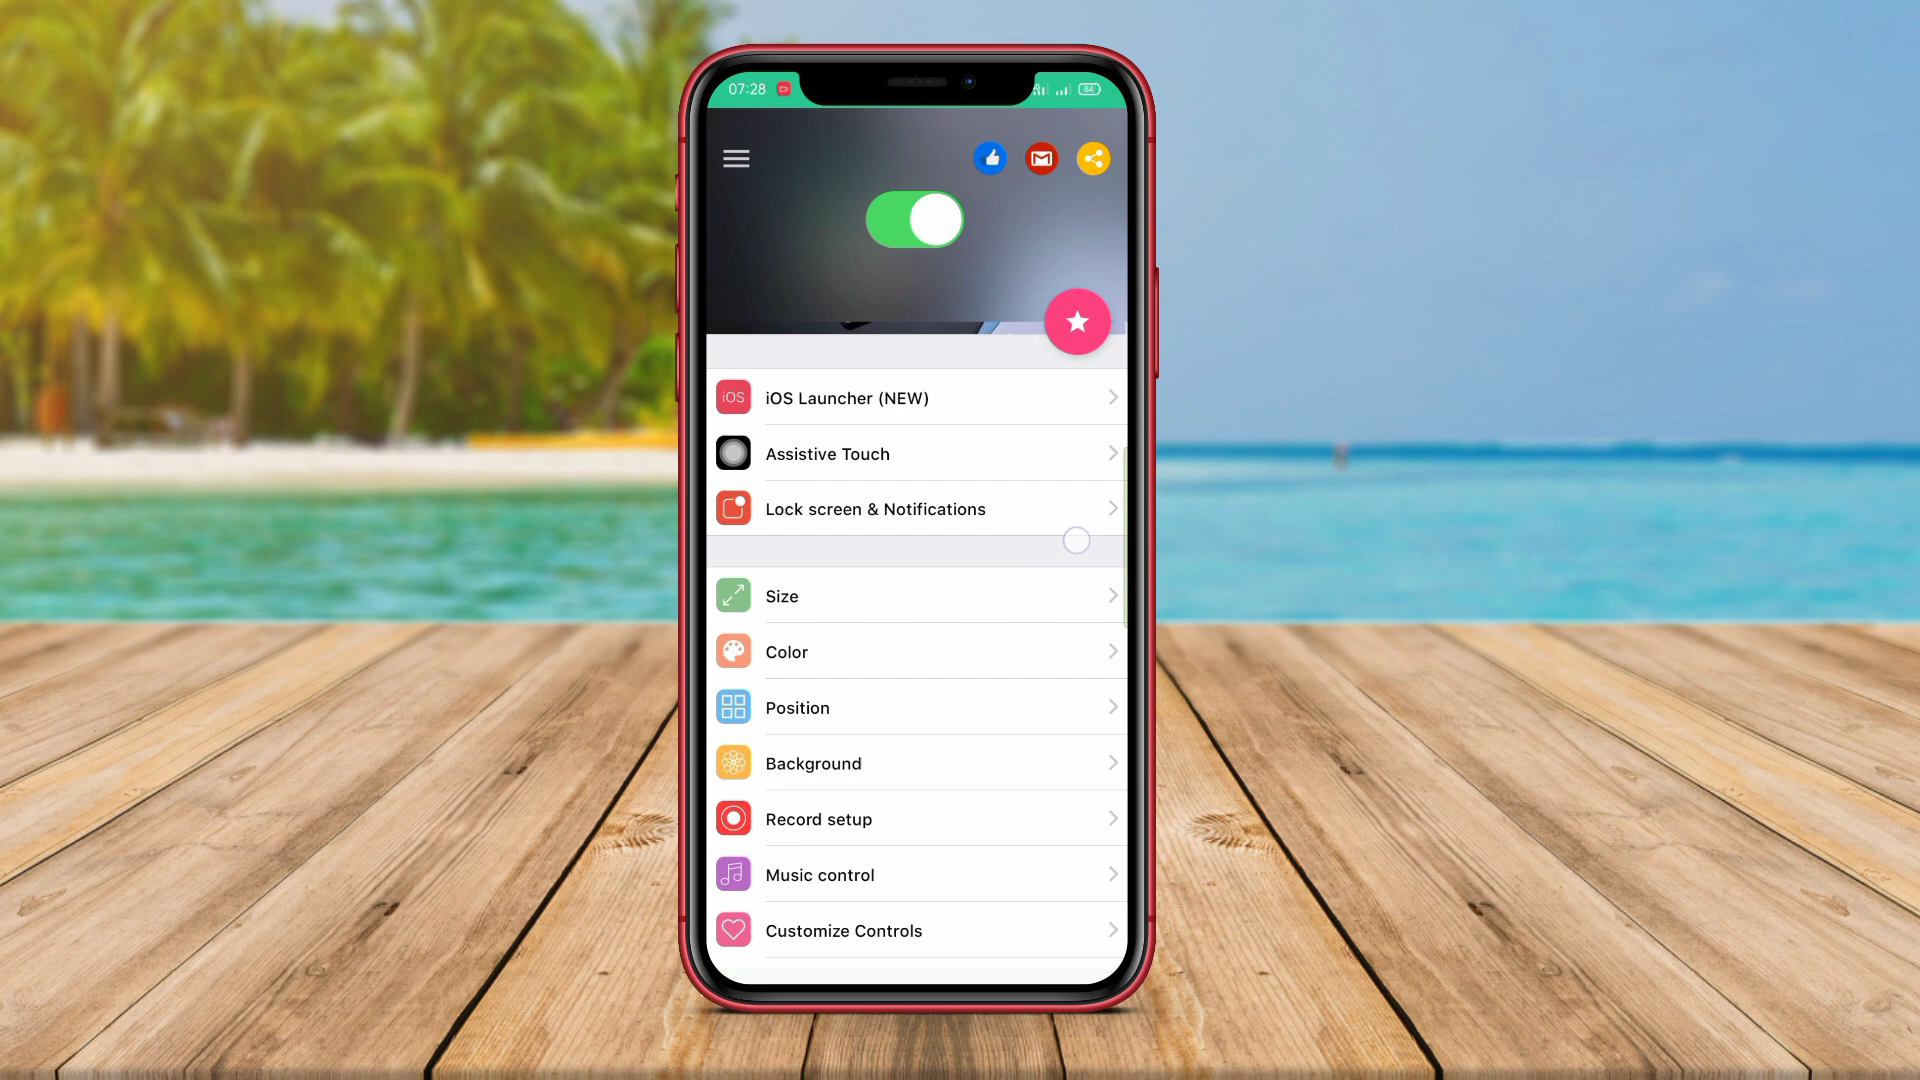 07:28
84
iOS
iOS Launcher (NEW)
Assistive Touch
Lock screen & Notifications
Size
Color
Position
Background
Record setup
Music control
Customize Controls